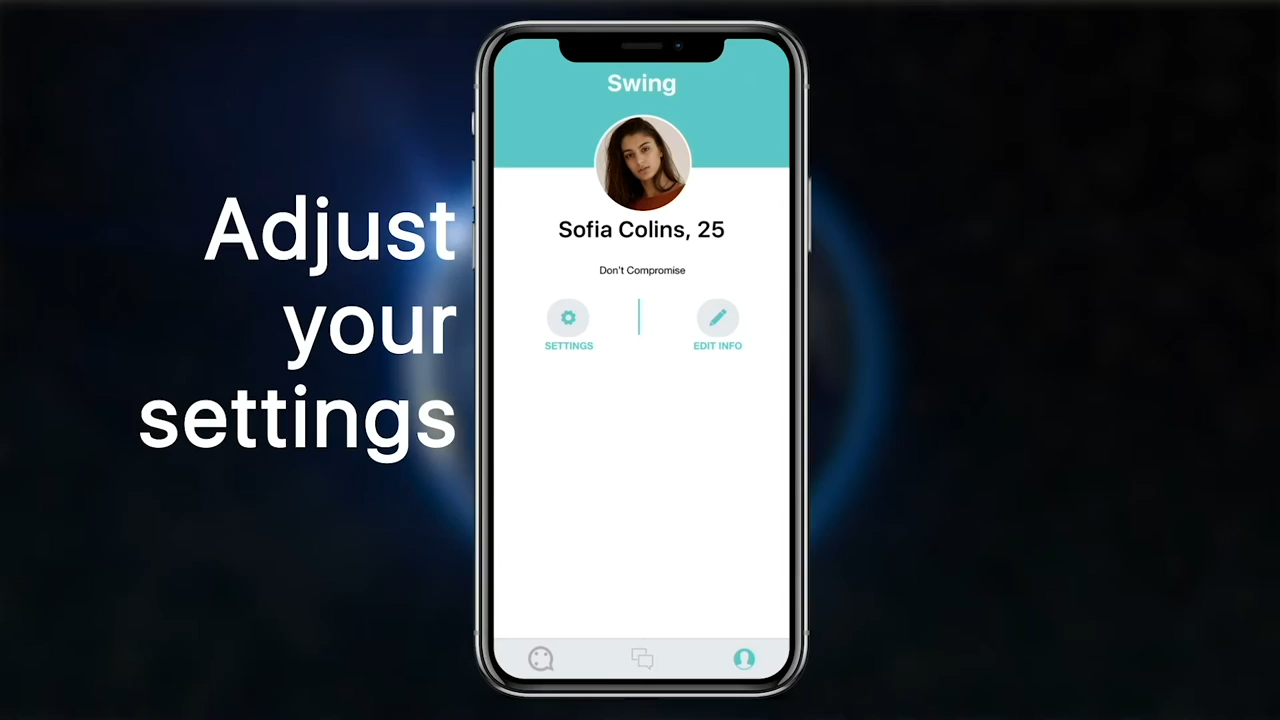 Adjust
your
settings
Swing
Sofia Colins, 25
Don't Compromise
SETTINGS
EDIT INFO